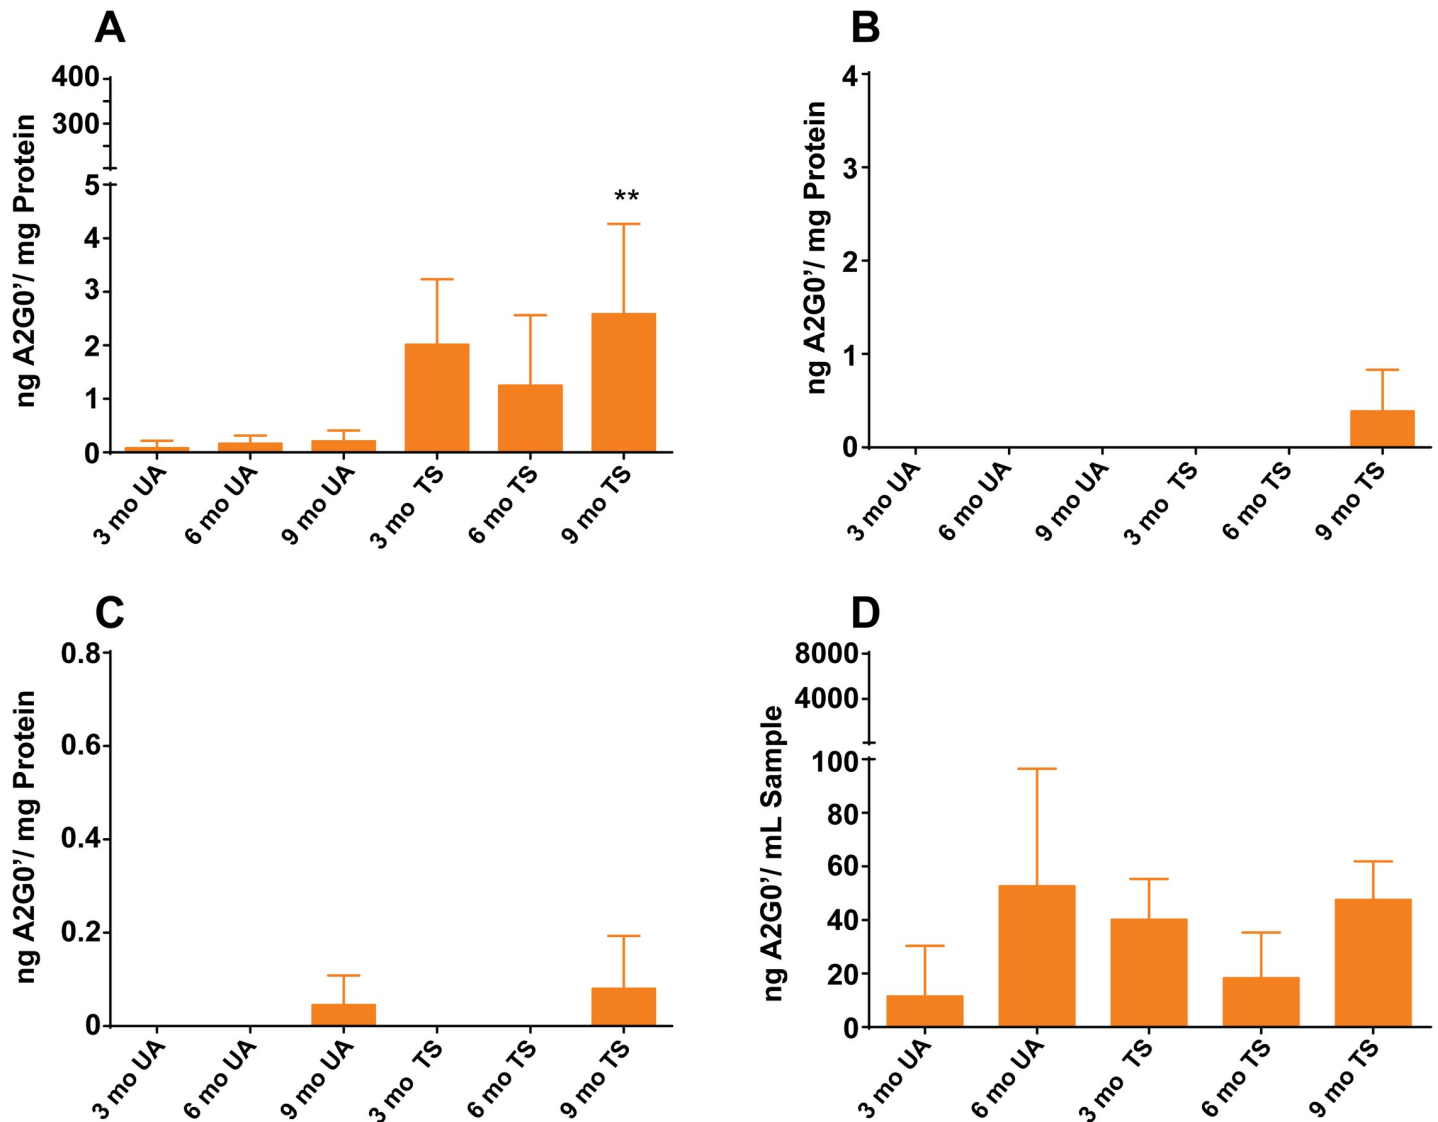 A
ng A2G0’/ mg Protein
400
300
5
4
3
2
1
0
**
3 mo UA
6 mo UA
9 mo UA
3 mo TS
6 mo TS
9 mo TS
B
ng A2G0’/ mg Protein
4
3
2
1
0
3 mo UA
6 mo UA
9 mo UA
3 mo TS
6 mo TS
9 mo TS
C
ng A2G0’/ mg Protein
0.8
0.6
0.4
0.2
0
3 mo UA
6 mo UA
9 mo UA
3 mo TS
6 mo TS
9 mo TS
D
ng A2G0’/ mL Sample
8000
4000
100
80
60
40
20
0
3 mo UA
6 mo UA
3 mo TS
6 mo TS
9 mo TS